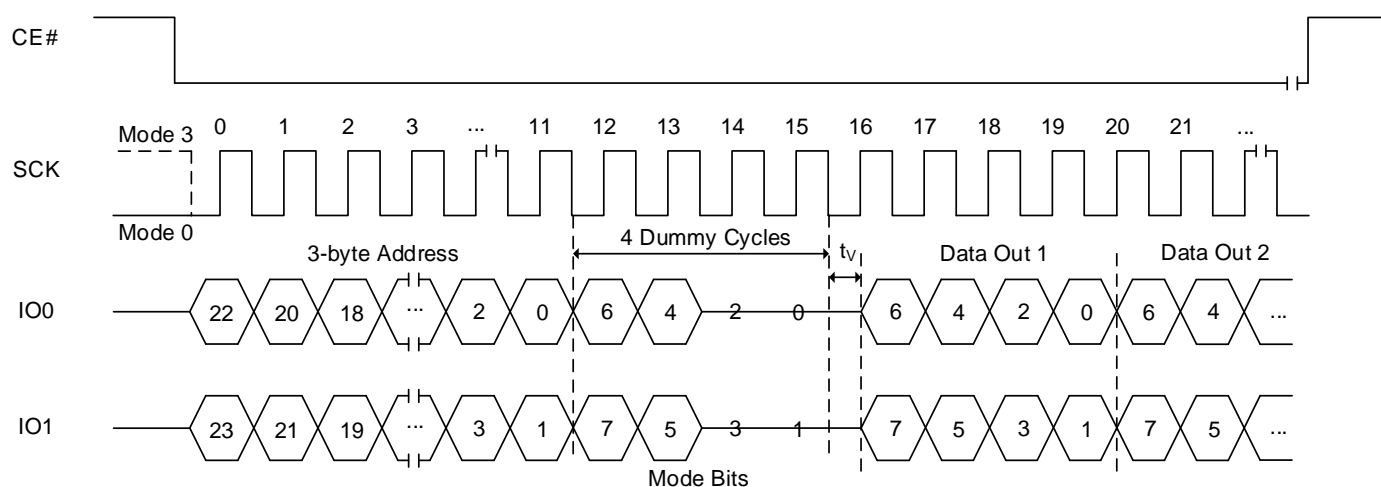 CE#
Mode 3
0 1 2 3 ... 11 12 13 14 15 16 17 18 19 20 21 ...
SCK
Mode 0
3-byte Address
4 Dummy Cycles
tV
Data Out 1
Data Out 2
IO0
22 20 18 ... 2 0 6 4 2 0 6 4 2 0 6 4 ...
IO1
23 21 19 ... 3 1 7 5 3 1 7 5 3 1 7 5 ...
Mode Bits